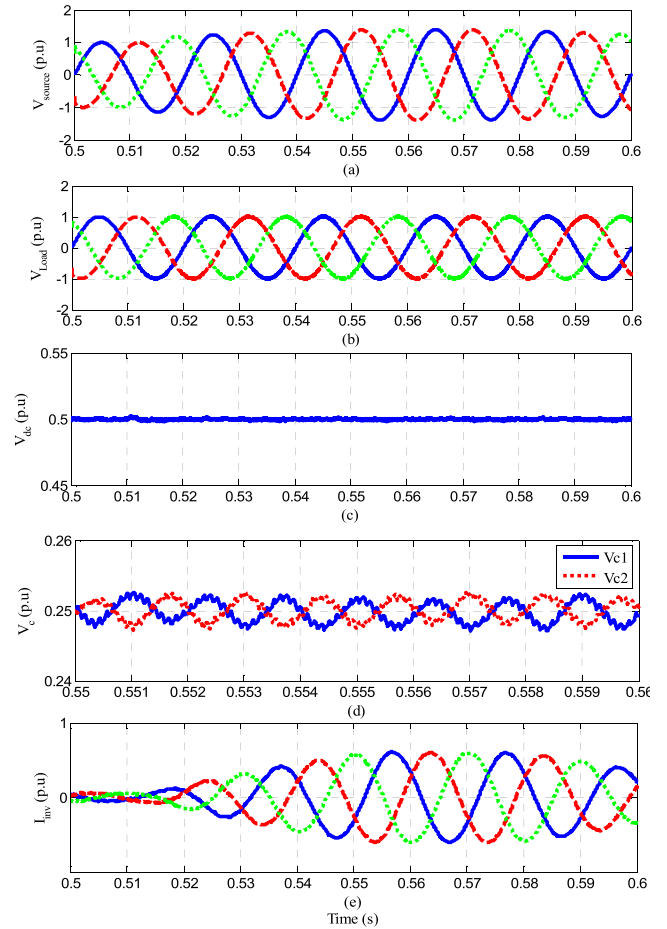 2
1
0
-1
-2
V source (p.u)
0.5 0.51 0.52 0.53 0.54 0.55 0.56 0.57 0.58 0.59 0.6
(a)
2
1
0
-1
-2
V Load (p.u)
0.5 0.51 0.52 0.53 0.54 0.55 0.56 0.57 0.58 0.59 0.6
(b)
0.55
0.5
0.45
V dc (p.u)
0.5 0.51 0.52 0.53 0.54 0.55 0.56 0.57 0.58 0.59 0.6
(c)
0.26
0.250
0.24
V c (p.u)
Vc1
Vc2
0.55 0.551 0.552 0.553 0.554 0.555 0.556 0.557 0.558 0.559 0.56
(d)
1
0
I inv (p.u)
0.5 0.51 0.52 0.53 0.54 0.55 0.56 0.57 0.58 0.59 0.6
(e)
Time (s)